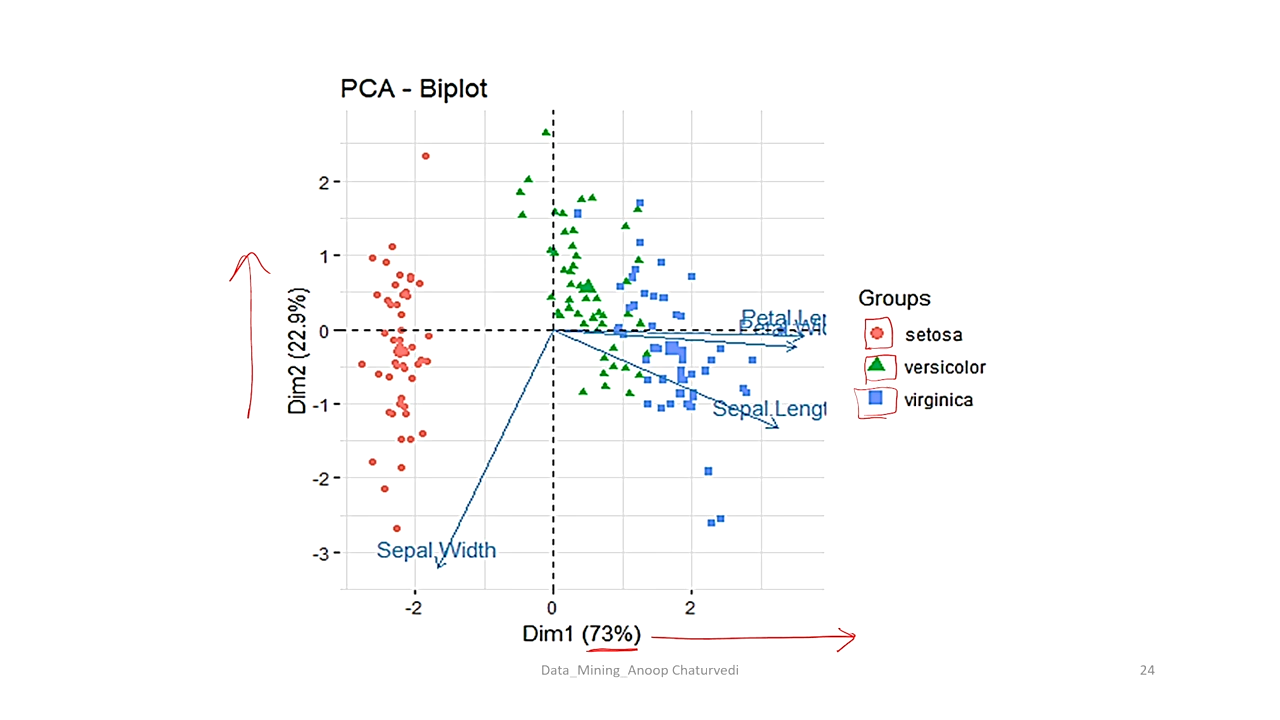 PCA - Biplot
2
1
0
-1
-2
-3
Dim2 (22.9%)
Petal.Len
Petal.Wid
Sepal.Lengt
Sepal.Width
-2 0 2
Dim1 (73%)
Groups
setosa
versicolor
virginica
Data_Mining_Anoop Chaturvedi
24